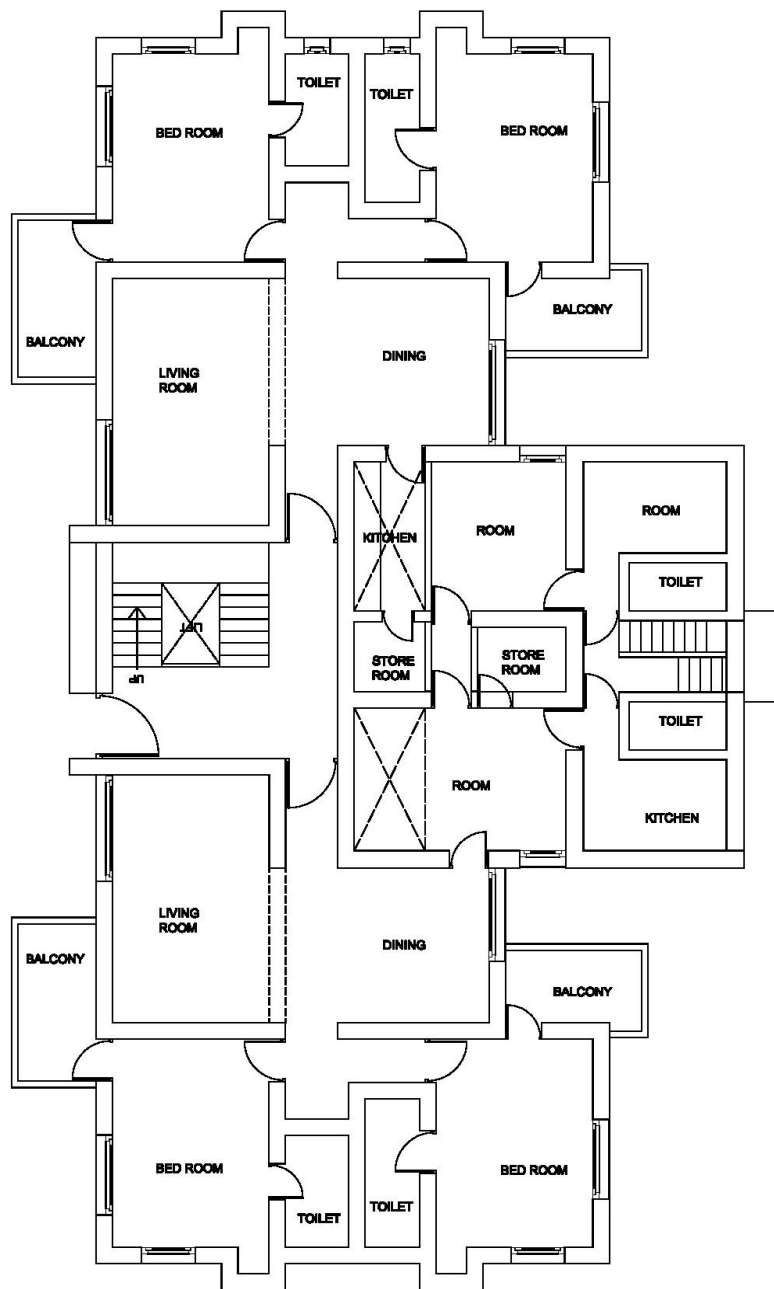 TOILET
TOILET
BED ROOM
BED ROOM
BALCONY
BALCONY
LIVING
ROOM
DINING
KITCHEN
ROOM
ROOM
TOILET
LIFT
UP
STORE
ROOM
STORE
ROOM
TOILET
ROOM
KITCHEN
LIVING
ROOM
DINING
BALCONY
BALCONY
BED ROOM
BED ROOM
TOILET
TOILET